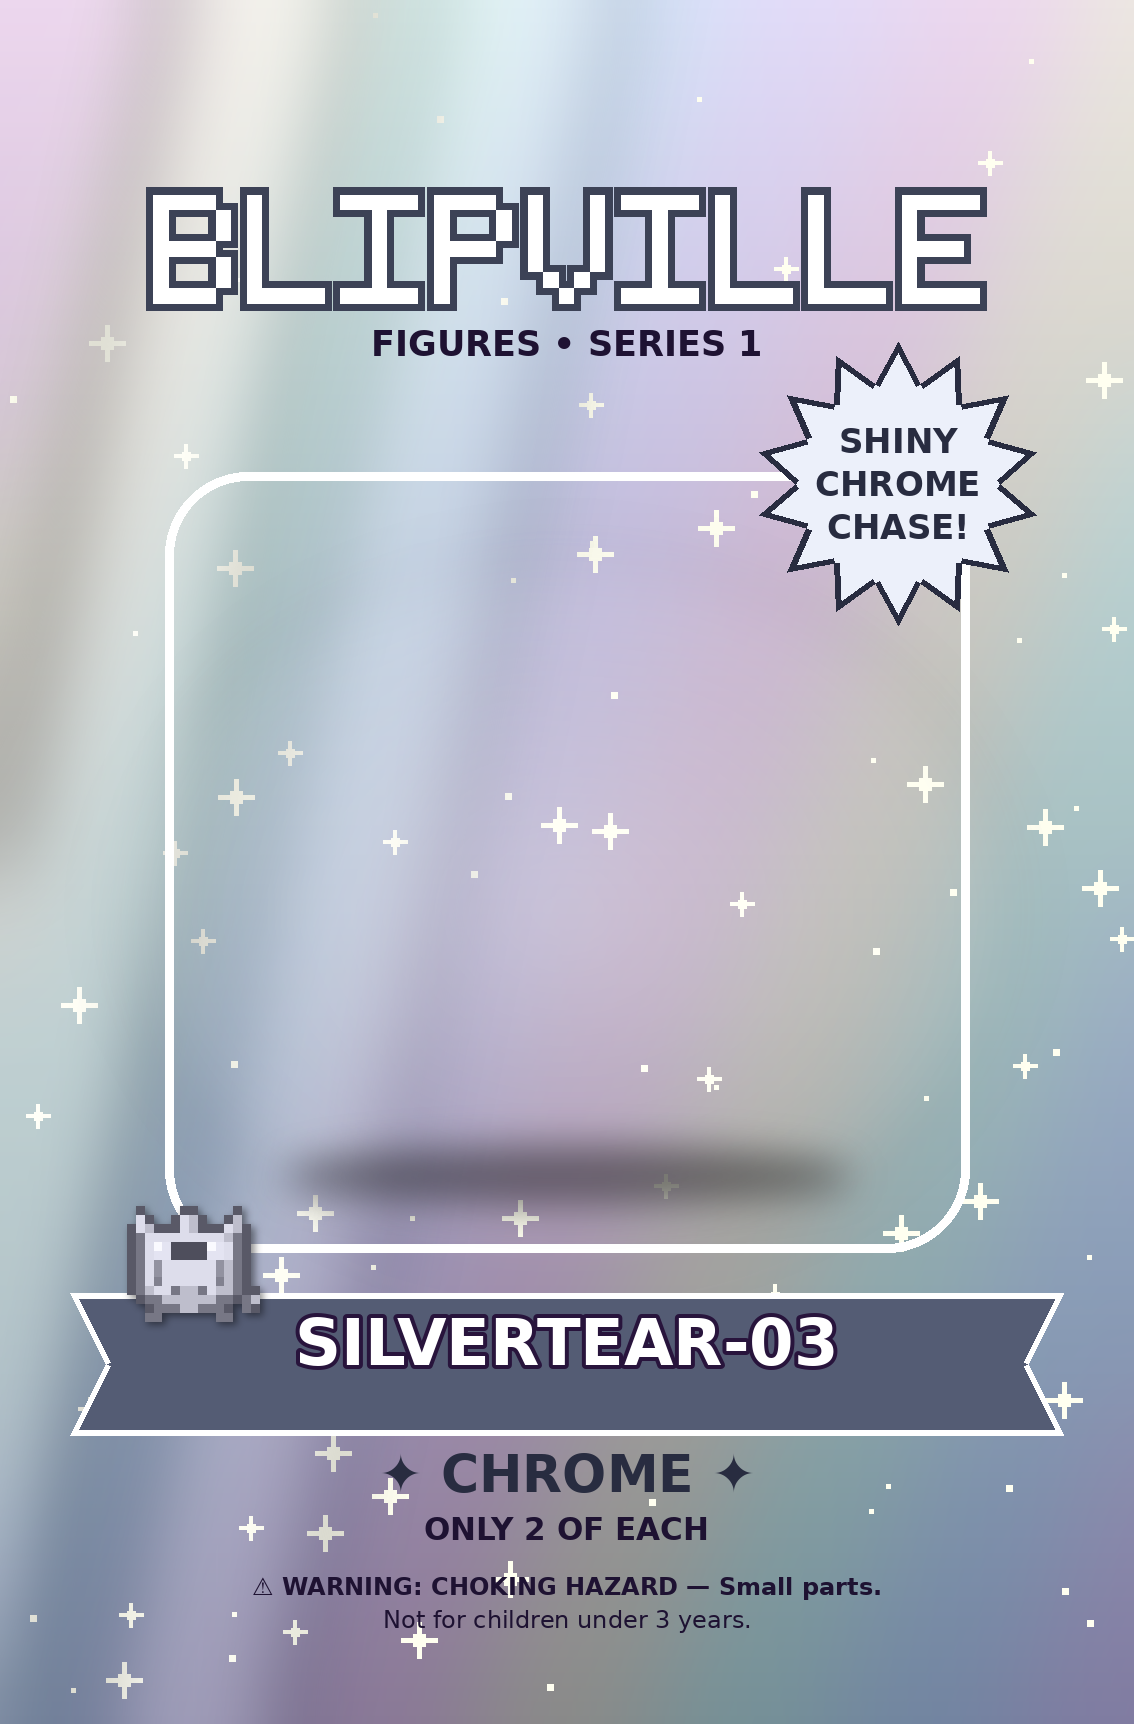 BLIPVILLE
FIGURES • SERIES 1
SHINY
CHROME
CHASE!
SILVERTEAR-03
✦ CHROME ✦
ONLY 2 OF EACH
⚠ WARNING: CHOKING HAZARD — Small parts.
Not for children under 3 years.